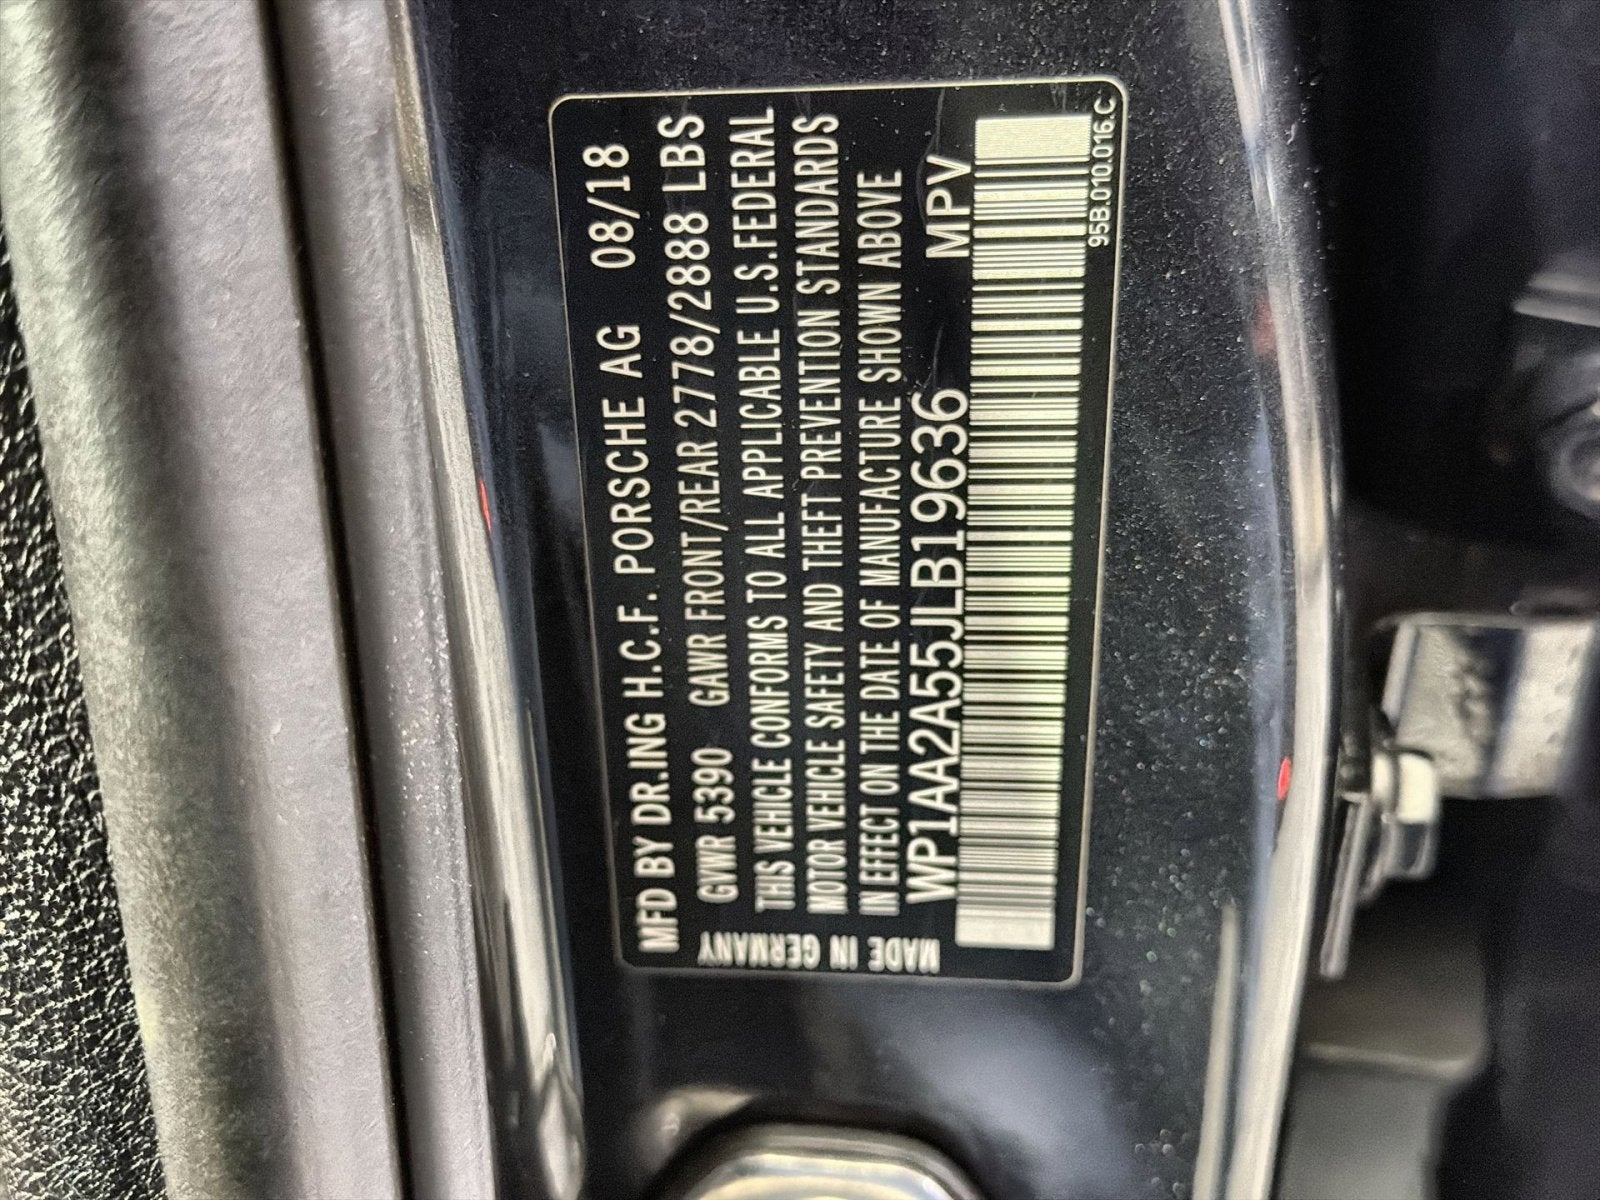 MFD BY DR.ING H.C.F. PORSCHE AG 08/18
GVWR 5390 GAWR FRONT/REAR 2778/2888 LBS
THIS VEHICLE CONFORMS TO ALL APPLICABLE U.S.FEDERAL
MOTOR VEHICLE SAFETY AND THEFT PREVENTION STANDARDS
IN EFFECT ON THE DATE OF MANUFACTURE SHOWN ABOVE
WP1AA2A55JLB19636 MPV
MADE IN GERMANY
95B.010.016.C